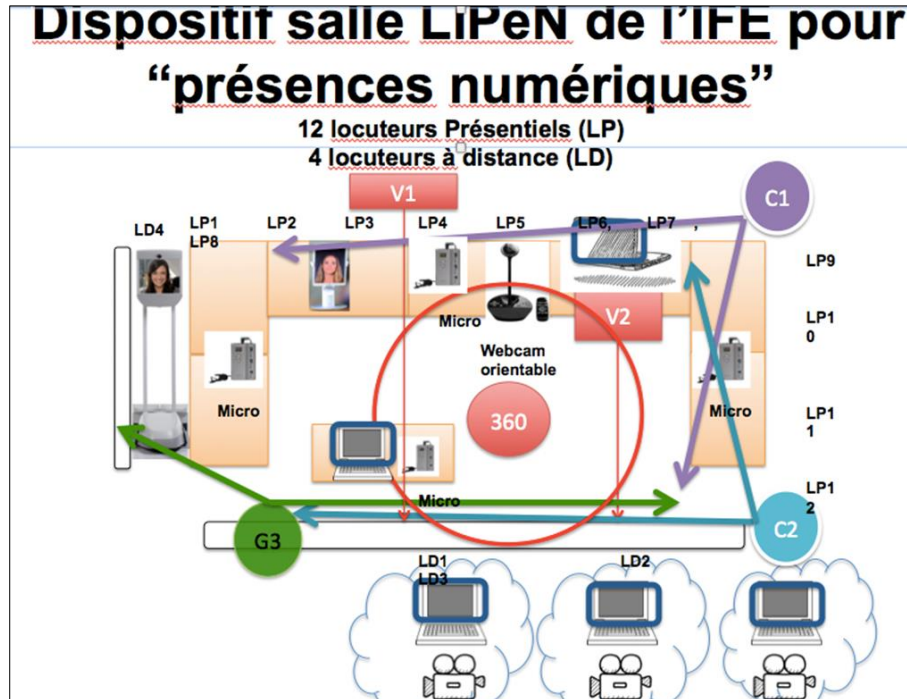 Dispositif salle LiPeN de l’IFE pour
“présences numériques”
12 locuteurs Présentiels (LP)
4 locuteurs à distance (LD)
V1
C1
LD4
LP1
LP8
LP2
LP3
LP4
LP5
LP6,
LP7 ,
LP9
LP1
0
Micro
V2
Webcam
orientable
Micro
360
Micro
LP1
1
Micro
LP1
2
G3
C2
LD1
LD3
LD2